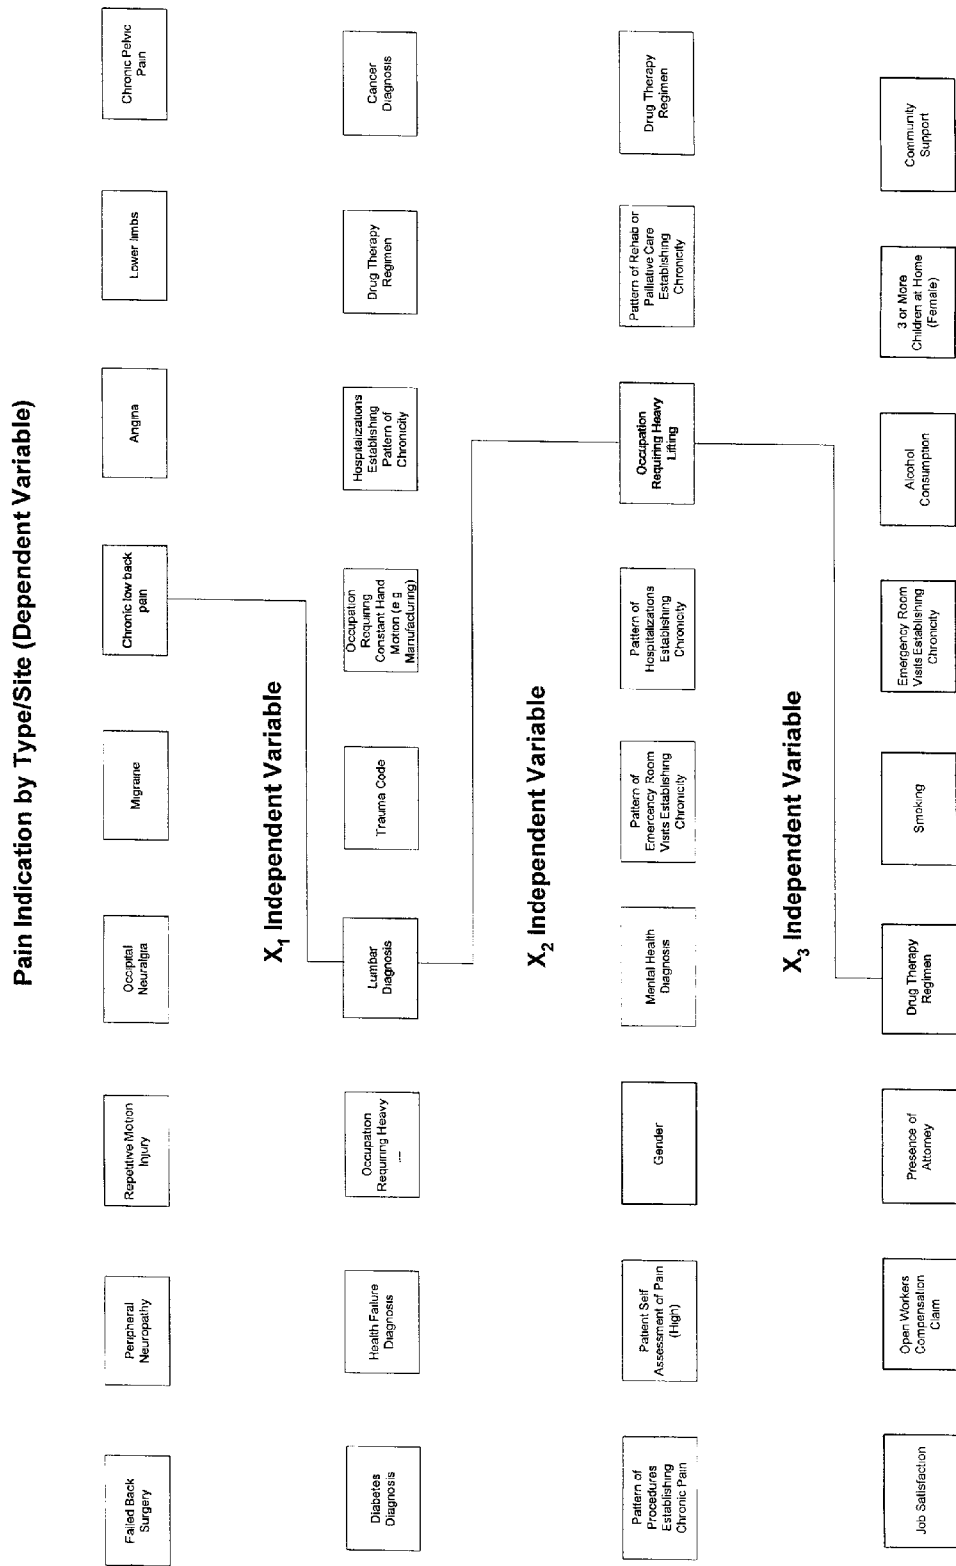 Pain Indication by Type/Site (Dependent Variable)
Failed Back
Surgery
Peripheral
Neuropathy
Repetitive Motion
Injury
Occipital
Neuralgia
Migraine
Chronic low back
pain
Angina
Lower limbs
Chronic Pelvic
Pain
X₁ Independent Variable
Diabetes
Diagnosis
Health Failure
Diagnosis
Occupation
Requiring Heavy
Lumbar
Diagnosis
Trauma Code
Occupation
Requiring
Constant Hand
Motion (e g
Manufacturing)
Hospitalizations
Establishing
Pattern of
Chronicity
Drug Therapy
Regimen
Cancer
Diagnosis
X₂ Independent Variable
Pattern of
Procedures
Establishing
Chronic Pain
Patient Self
Assessment of Pain
(High)
Gender
Mental Health
Diagnosis
Pattern of
Emercency Room
Visits Establishing
Chronicity
Pattern of
Hospitalizations
Establishing
Chronicity
Occupation
Requiring Heavy
Lifting
Pattern of Rehab or
Palliative Care
Establishing
Chronicity
Drug Therapy
Regimen
X₃ Independent Variable
Job Satisfaction
Open Workers
Compensation
Claim
Presence of
Attorney
Drug Therapy
Regimen
Smoking
Emergency Room
Visits Establishing
Chronicity
Alcohol
Consumption
3 or More
Children at Home
(Female)
Community
Support